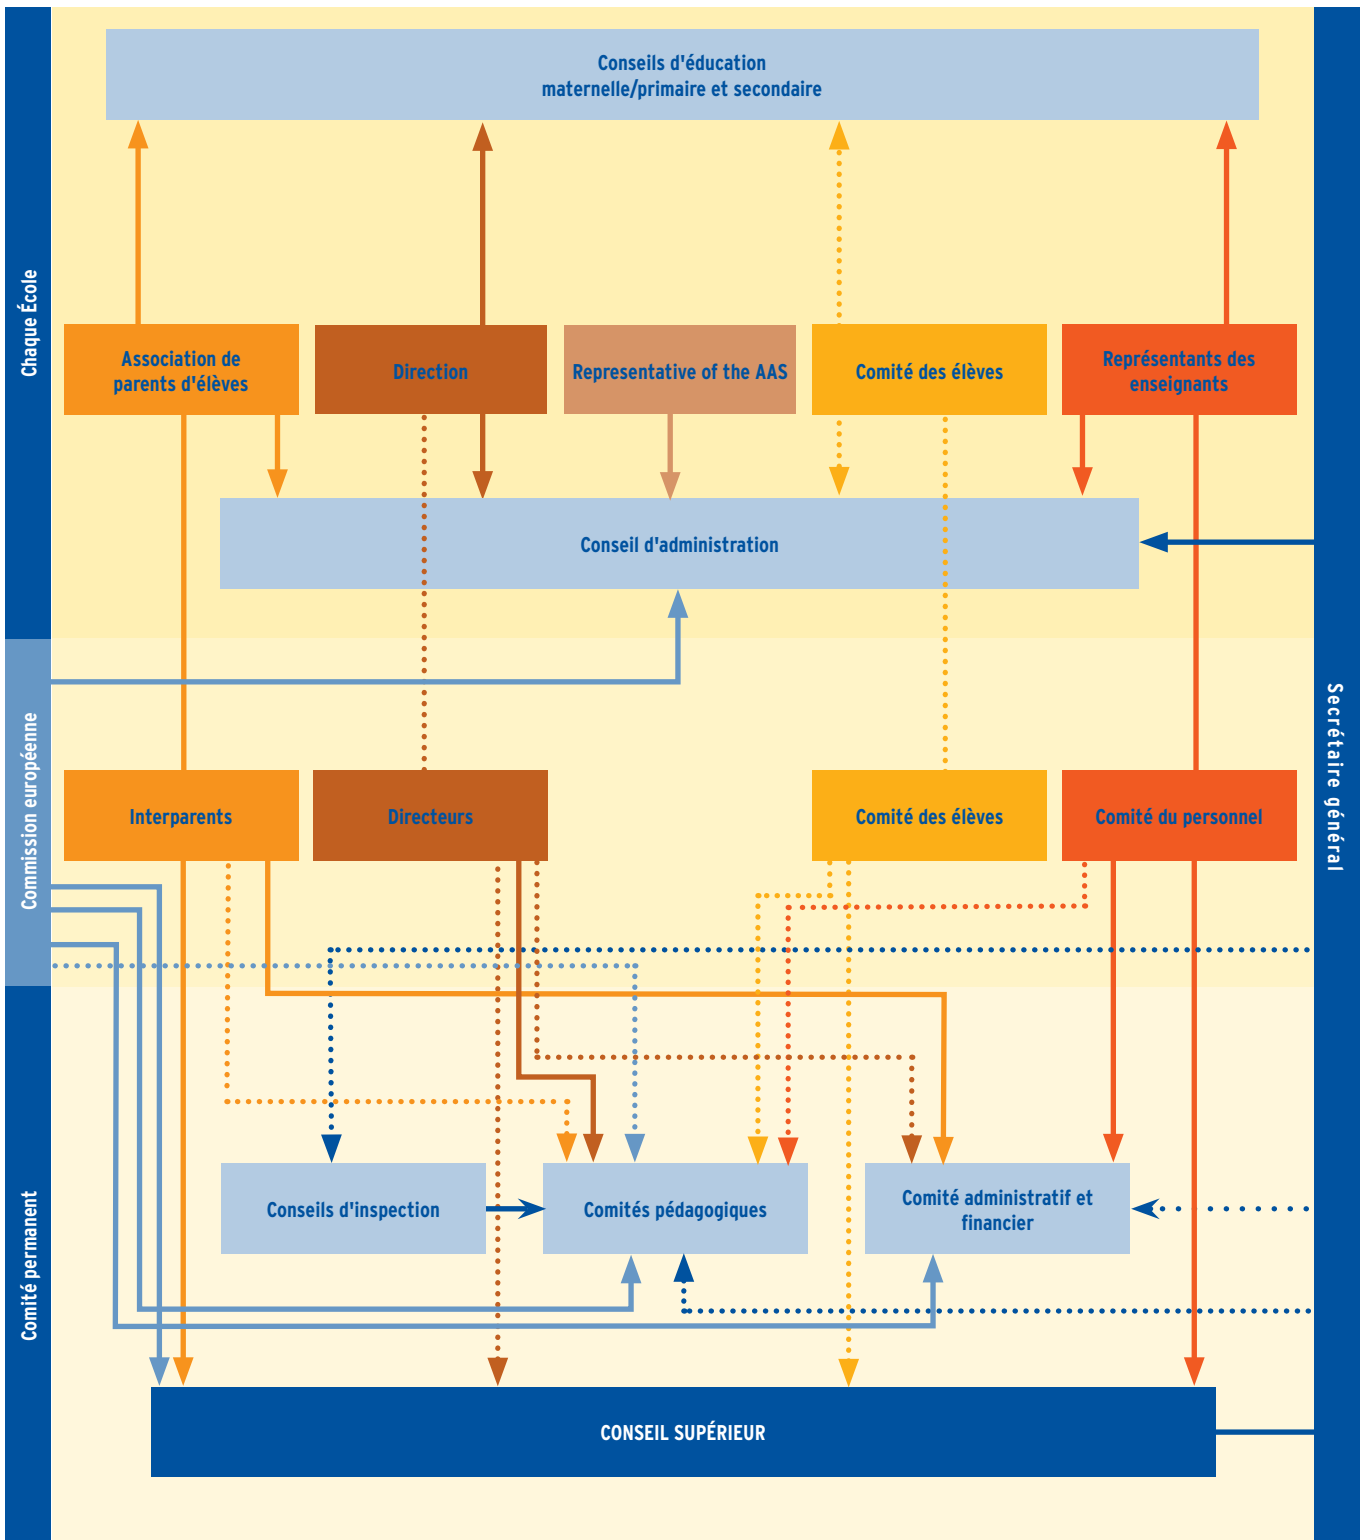 Conseils d'éducation
maternelle/primaire et secondaire
Chaque École
Association de
parents d'élèves
Direction
Representative of the AAS
Comité des élèves
Représentants des
enseignants
Conseil d'administration
Commission européenne
Secrétaire général
Interparents
Directeurs
Comité des élèves
Comité du personnel
Comité permanent
Conseils d'inspection
Comités pédagogiques
Comité administratif et
financier
CONSEIL SUPÉRIEUR